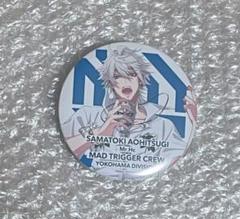 SAMATOKI AOHITSUGI
Mr.Hc
MAD TRIGGER CREW
YOKOHAMA DIVISION